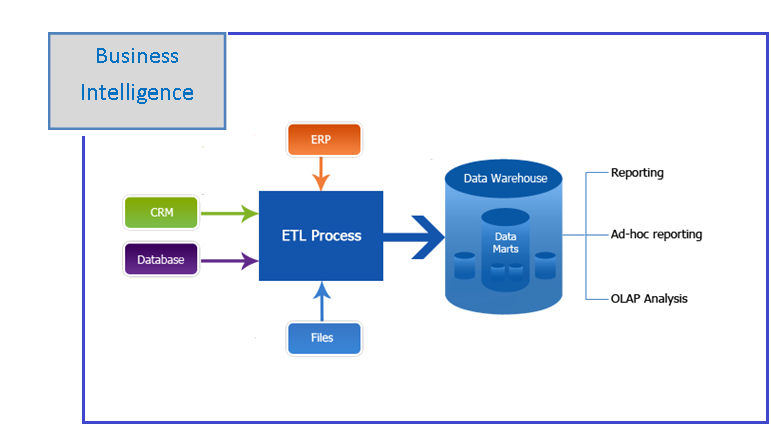 Business
Intelligence
ERP
CRM
Database
ETL Process
Files
Data Warehouse
Data
Marts
Reporting
Ad-hoc reporting
OLAP Analysis